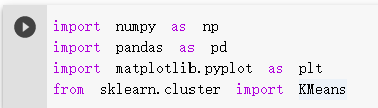 import numpy as np
import pandas as pd
import matplotlib.pyplot as plt
from sklearn.cluster import KMeans